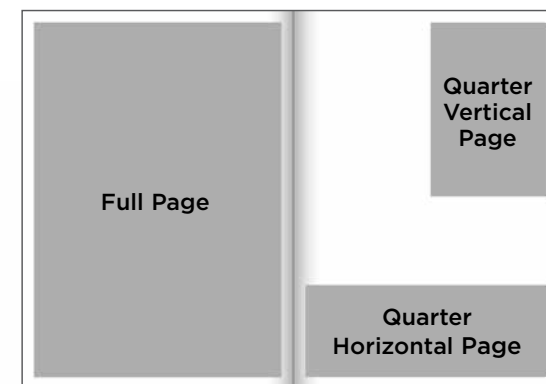 Full Page
Quarter
Vertical
Page
Quarter
Horizontal Page